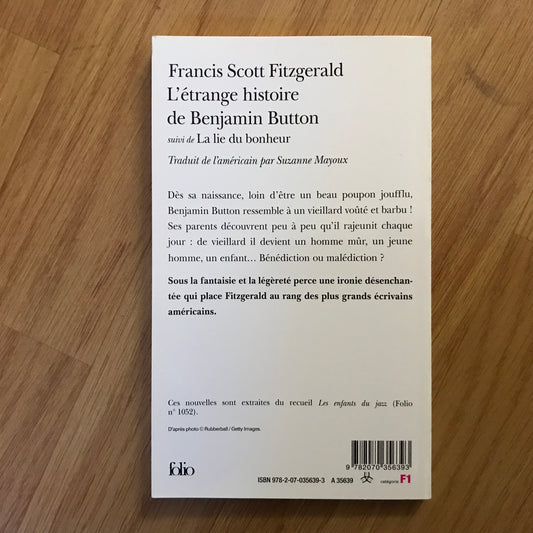 Francis Scott Fitzgerald
L'étrange histoire
de Benjamin Button
suivi de La lie du bonheur
Traduit de l'américain par Suzanne Mayoux
Dès sa naissance, loin d'être un beau poupon joufflu,
Benjamin Button ressemble à un vieillard voûté et barbu !
Ses parents découvrent peu à peu qu'il rajeunit chaque
jour : de vieillard il devient un homme mûr, un jeune
homme, un enfant... Bénédiction ou malédiction ?
Sous la fantaisie et la légèreté perce une ironie désenchan-
tée qui place Fitzgerald au rang des plus grands écrivains
américains.
Ces nouvelles sont extraites du recueil Les enfants du jazz (Folio
n° 1052).
D'après photo © Rubberball / Getty Images.
folio
9 782070 356393
ISBN 978-2-07-035639-3 A 35639 catégorie F1